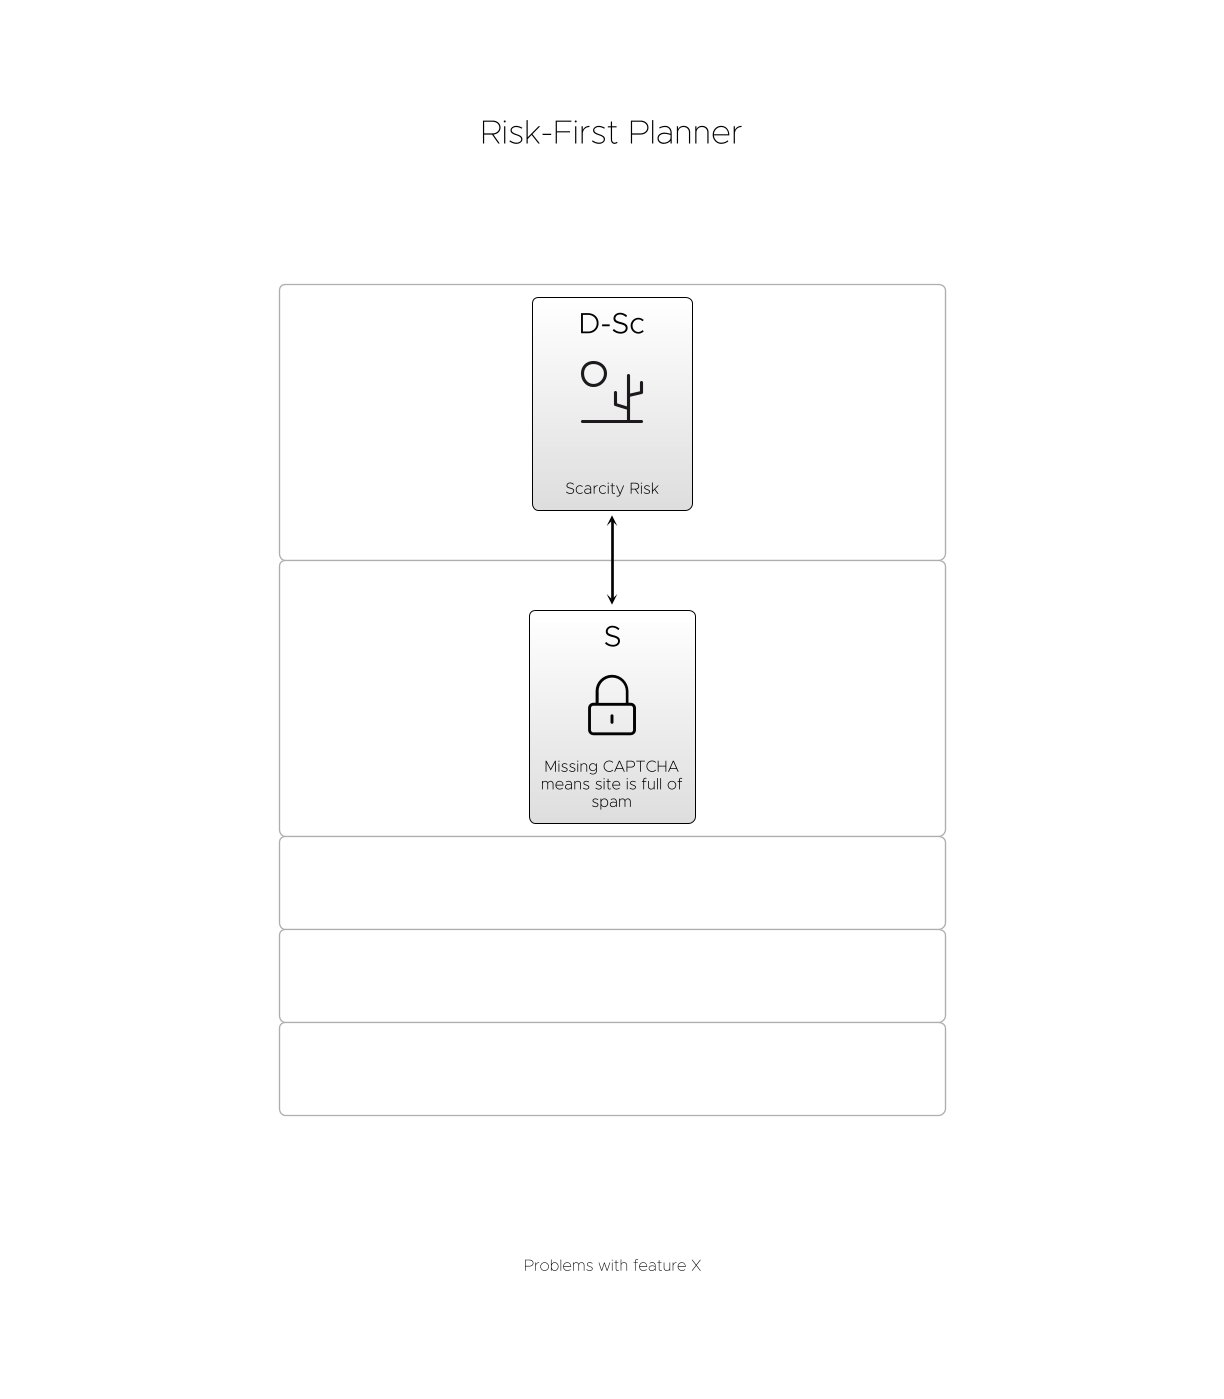 Risk-First Planner
D-Sc
Scarcity Risk
S
Missing CAPTCHA
means site is full of
spam
Problems with feature X